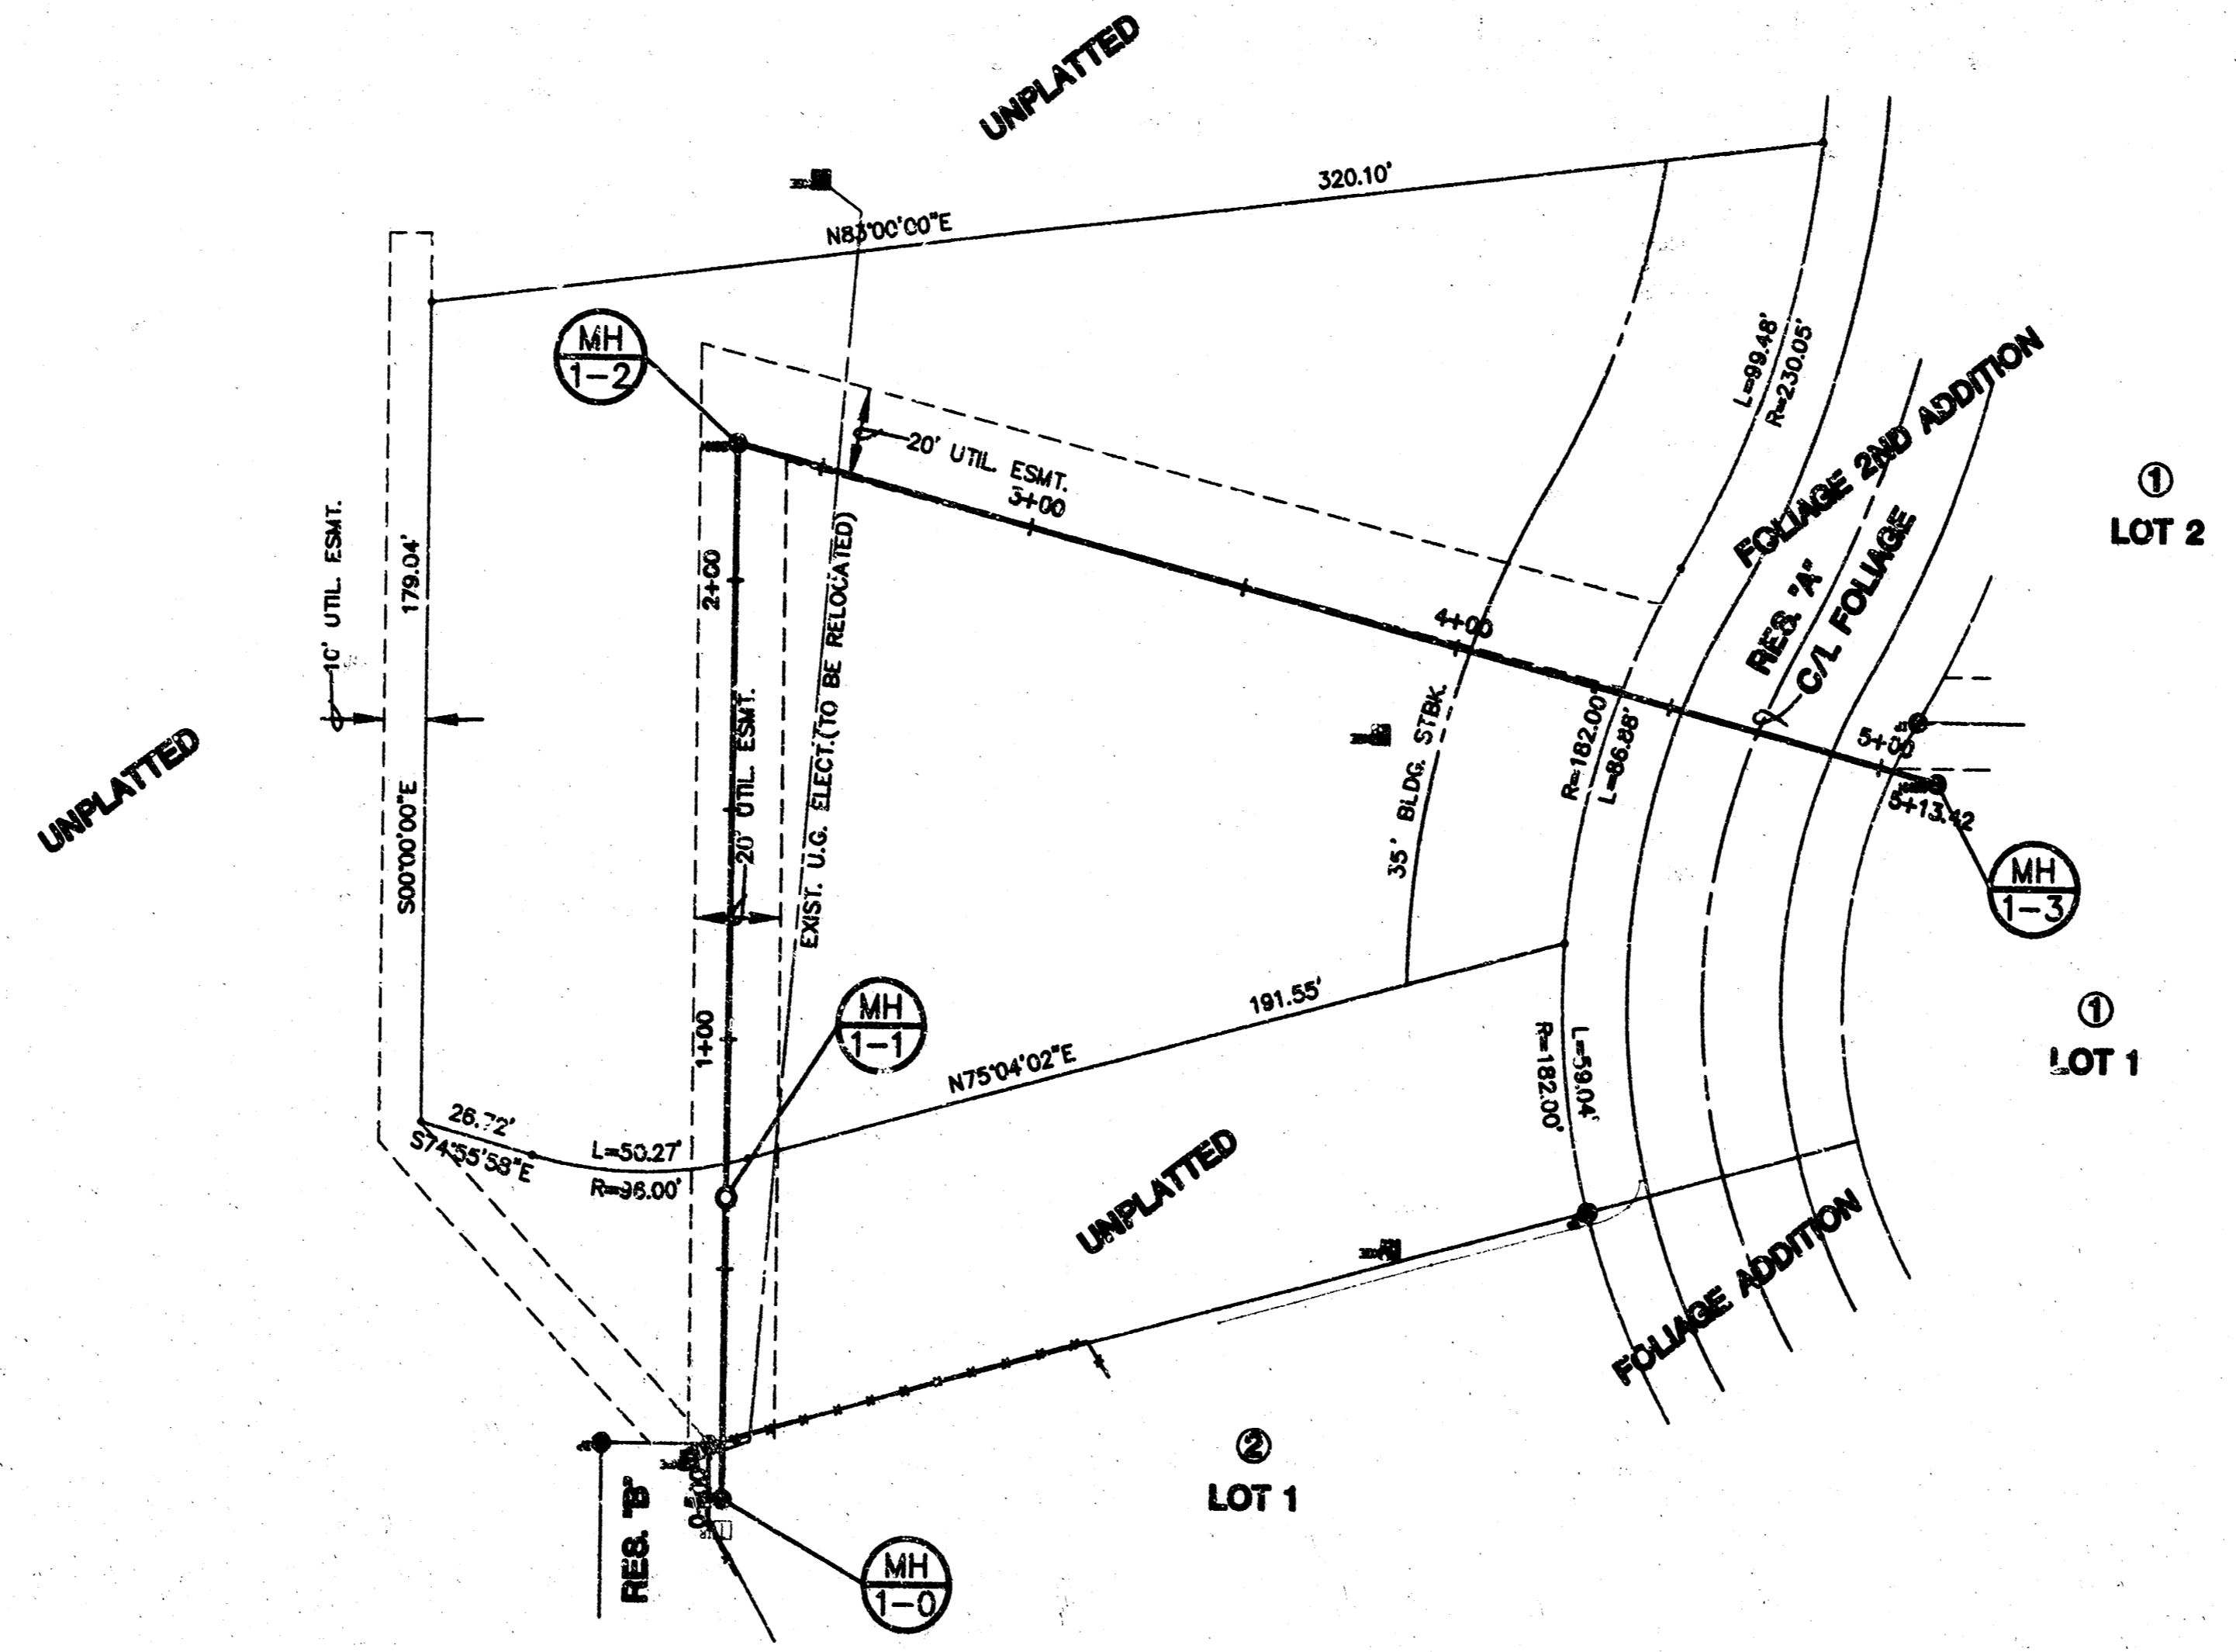 UNPLATTED
320.10'
N83°00'00"E
MH
1-2
L=99.48'
R=230.05'
20' UTIL. ESMT.
3+00
FOLIAGE 2ND ADDITION
RES. "A"
C/L FOLIAGE
①
LOT 2
10' UTIL. ESMT.
179.04'
S00°00'00"E
2+00
20' UTIL. ESMT.
EXIST. U.G. ELECT.(TO BE RELOCATED)
4+00
35' BLDG. STBK.
R=182.00'
L=86.88'
5+00
5+13.42
MH
1-3
UNPLATTED
1+00
MH
1-1
191.55'
N75°04'02"E
L=59.04'
R=182.00'
①
LOT 1
26.72'
S74°55'58"E
L=50.27'
R=96.00'
UNPLATTED
FOLIAGE ADDITION
RES. "B"
②
LOT 1
MH
1-0